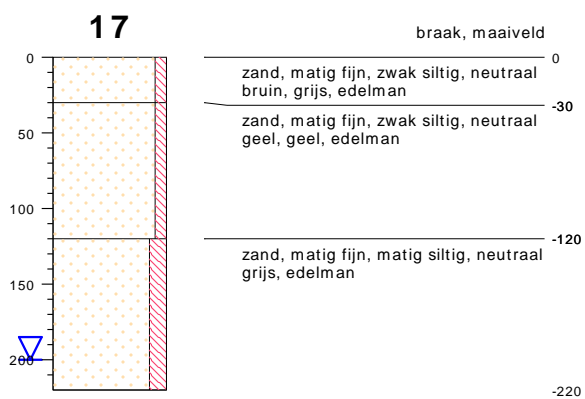 17
braak, maaiveld
0
0
zand, matig fijn, zwak siltig, neutraal
bruin, grijs, edelman
-30
zand, matig fijn, zwak siltig, neutraal
geel, geel, edelman
50
100
-120
zand, matig fijn, matig siltig, neutraal
grijs, edelman
150
200
-220